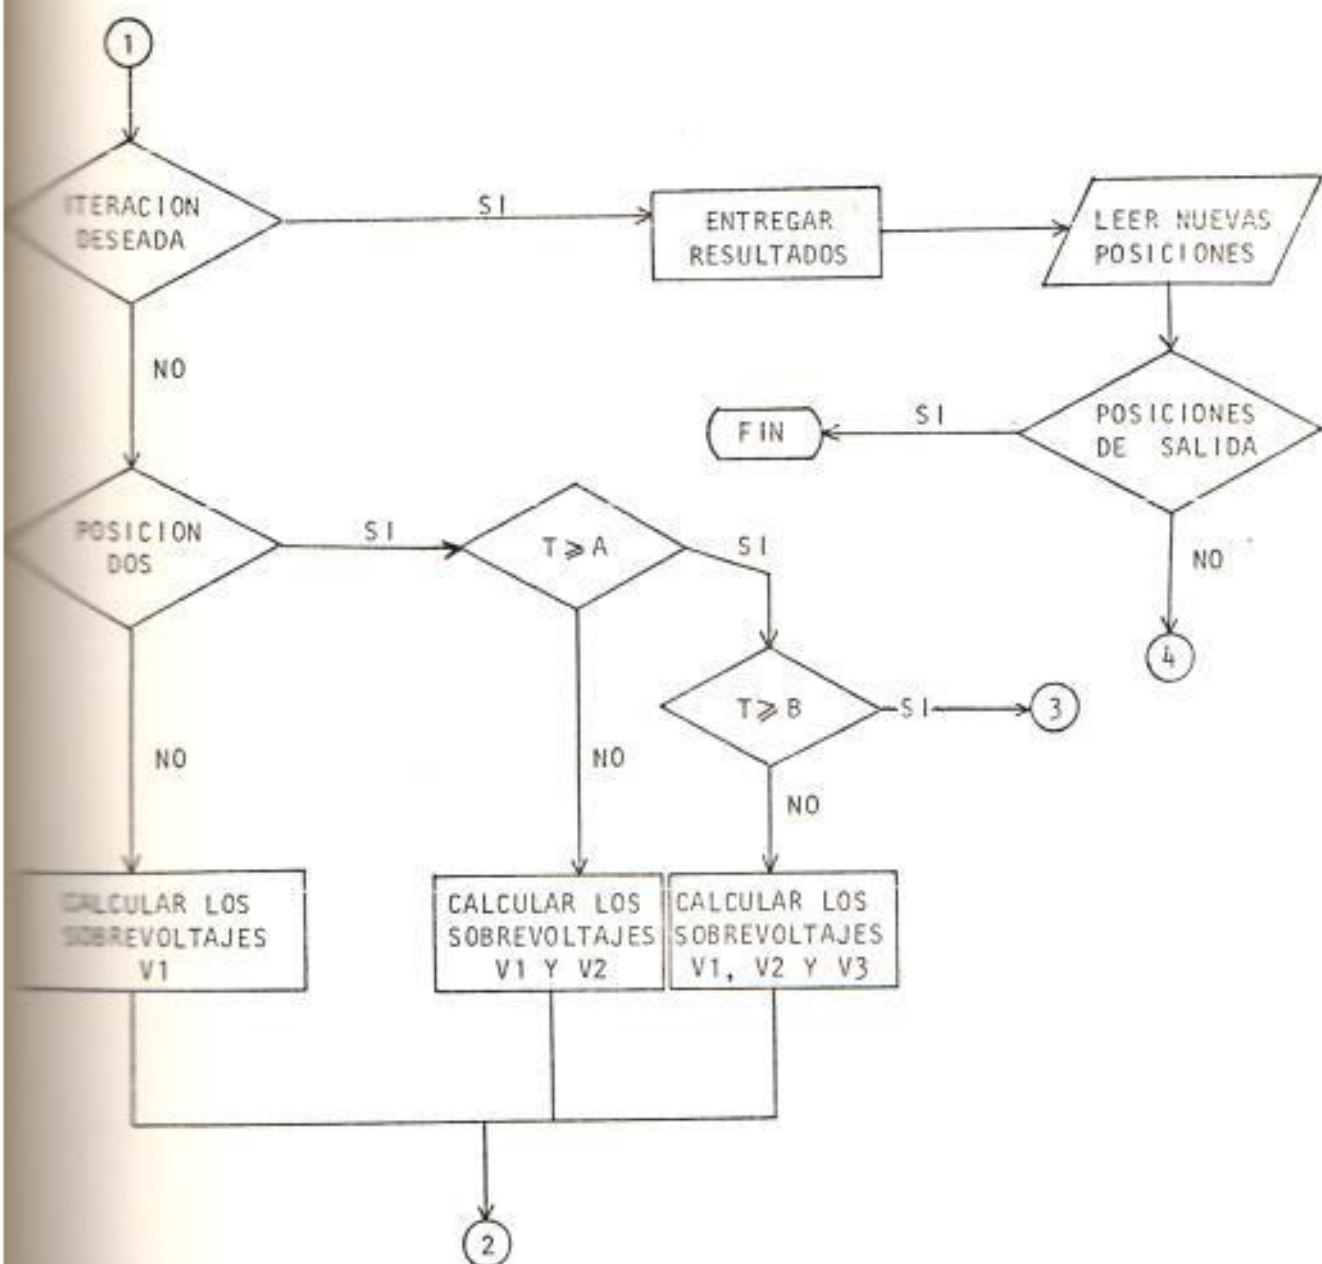 1
ITERACION
DESEADA
SI
ENTREGAR
RESULTADOS
LEER NUEVAS
POSICIONES
NO
FIN
SI
POSICIONES
DE SALIDA
NO
4
POSICION
DOS
SI
T ⩾ A
SI
T ⩾ B
SI
3
NO
NO
NO
CALCULAR LOS
SOBREVOLTAJES
V1
CALCULAR LOS
SOBREVOLTAJES
V1 Y V2
CALCULAR LOS
SOBREVOLTAJES
V1, V2 Y V3
2